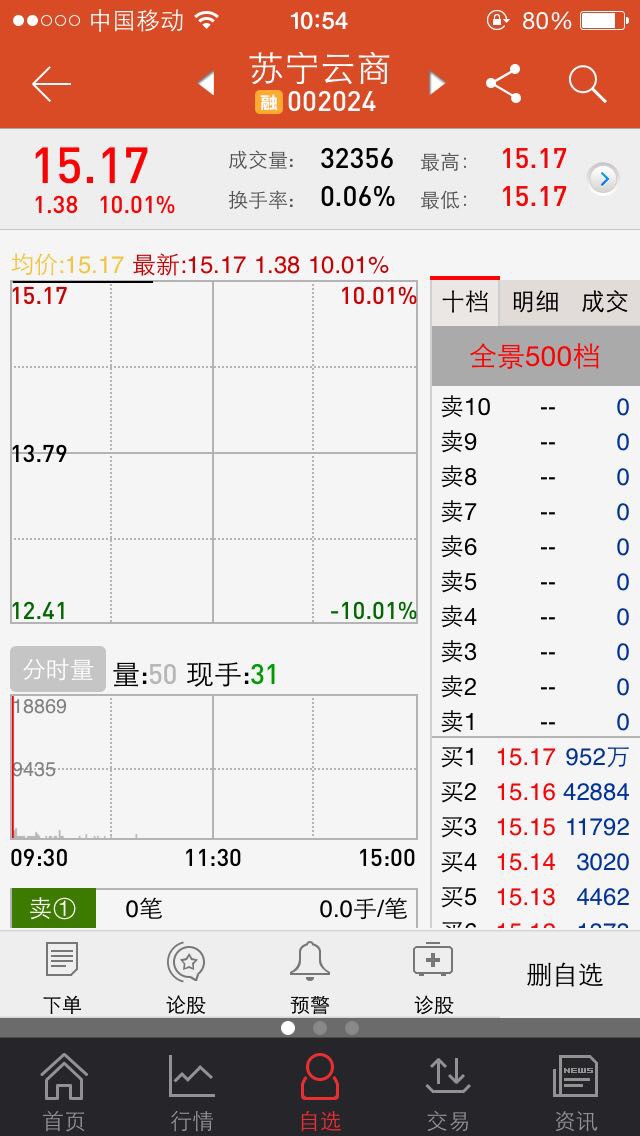 中国移动 10:54 80%
苏宁云商
融 002024
15.17 成交量: 32356 最高: 15.17
1.38 10.01% 换手率: 0.06% 最低: 15.17
均价:15.17 最新:15.17 1.38 10.01%
十档 明细 成交
15.17 10.01%
全景500档
13.79
12.41 -10.01%
卖10 -- 0
卖9 -- 0
卖8 -- 0
卖7 -- 0
卖6 -- 0
卖5 -- 0
卖4 -- 0
卖3 -- 0
卖2 -- 0
卖1 -- 0
买1 15.17 952万
买2 15.16 42884
买3 15.15 11792
买4 15.14 3020
买5 15.13 4462
分时量 量:50 现手:31
18869
9435
09:30 11:30 15:00
卖① 0笔 0.0手/笔
下单 论股 预警 诊股 删自选
NEWS
首页 行情 自选 交易 资讯